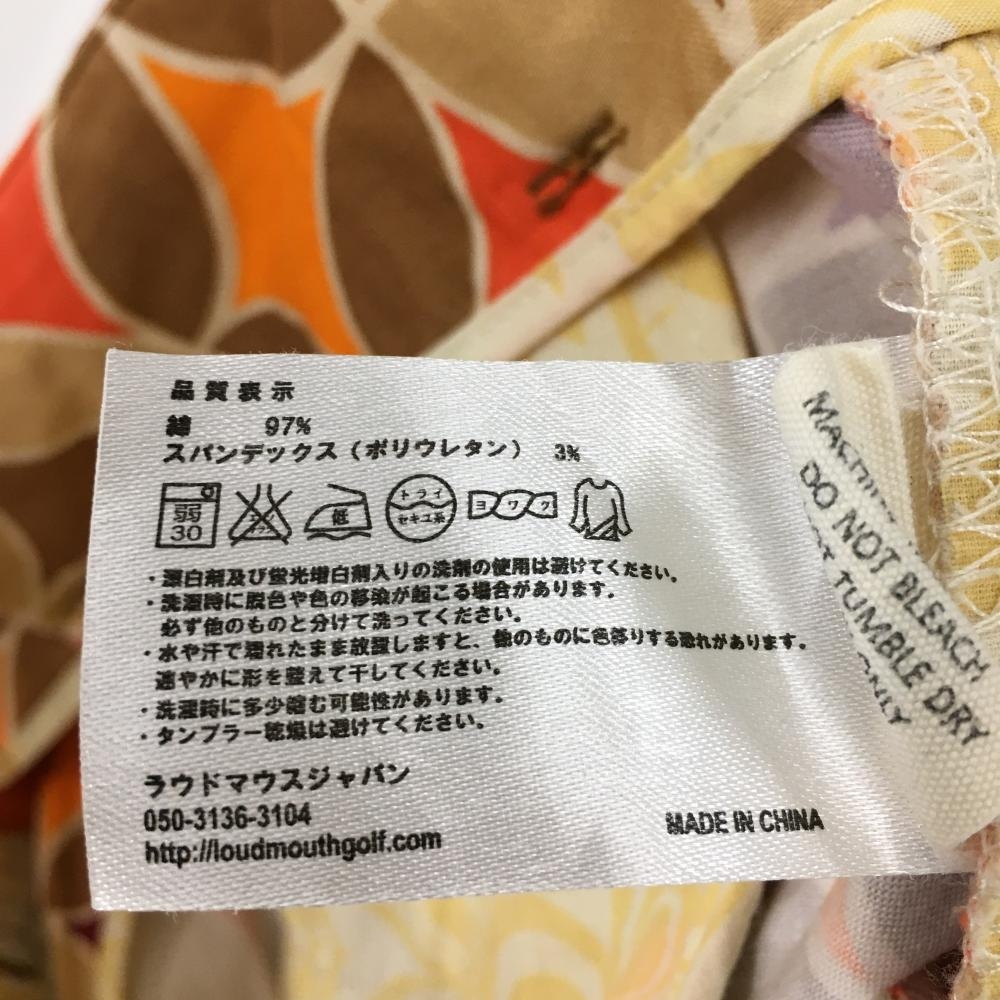 品質表示
綿 97%
スパンデックス（ポリウレタン） 3%
弱
30
低
ドライ
セキユ系
ヨワク
・漂白剤及び蛍光増白剤入りの洗剤の使用は避けてください。
・洗濯時に脱色や色の移染が起こる場合があります。
必ず他のものと分けて洗ってください。
・水や汗で濡れたまま放置しますと、他のものに色移りする恐れがあります。
速やかに形を整えて干してください。
・洗濯時に多少縮む可能性があります。
・タンブラー乾燥は避けてください。
ラウドマウスジャパン
050-3136-3104
http://loudmouthgolf.com
MADE IN CHINA
DO NOT BLEACH
TUMBLE DRY
ONLY